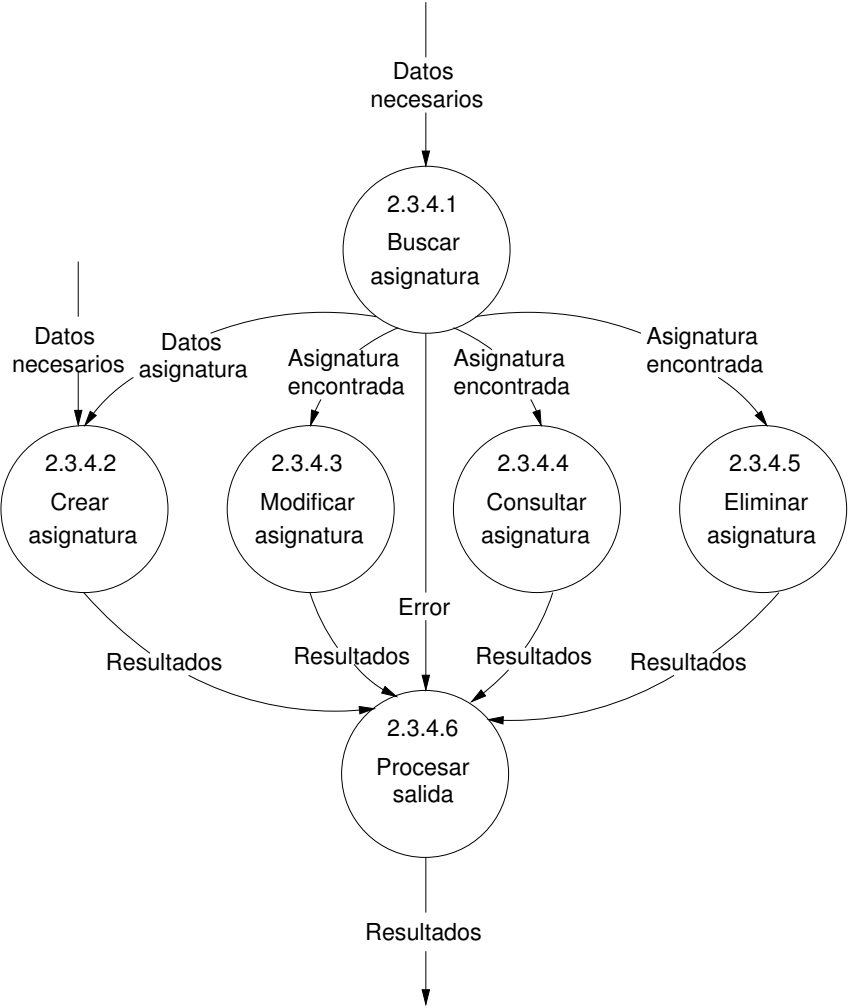 Datos
necesarios
2.3.4.1
Buscar
asignatura
Datos
necesarios
Datos
asignatura
Asignatura
encontrada
Asignatura
encontrada
Asignatura
encontrada
2.3.4.2
Crear
asignatura
2.3.4.3
Modificar
asignatura
2.3.4.4
Consultar
asignatura
2.3.4.5
Eliminar
asignatura
Error
Resultados
Resultados
Resultados
Resultados
2.3.4.6
Procesar
salida
Resultados